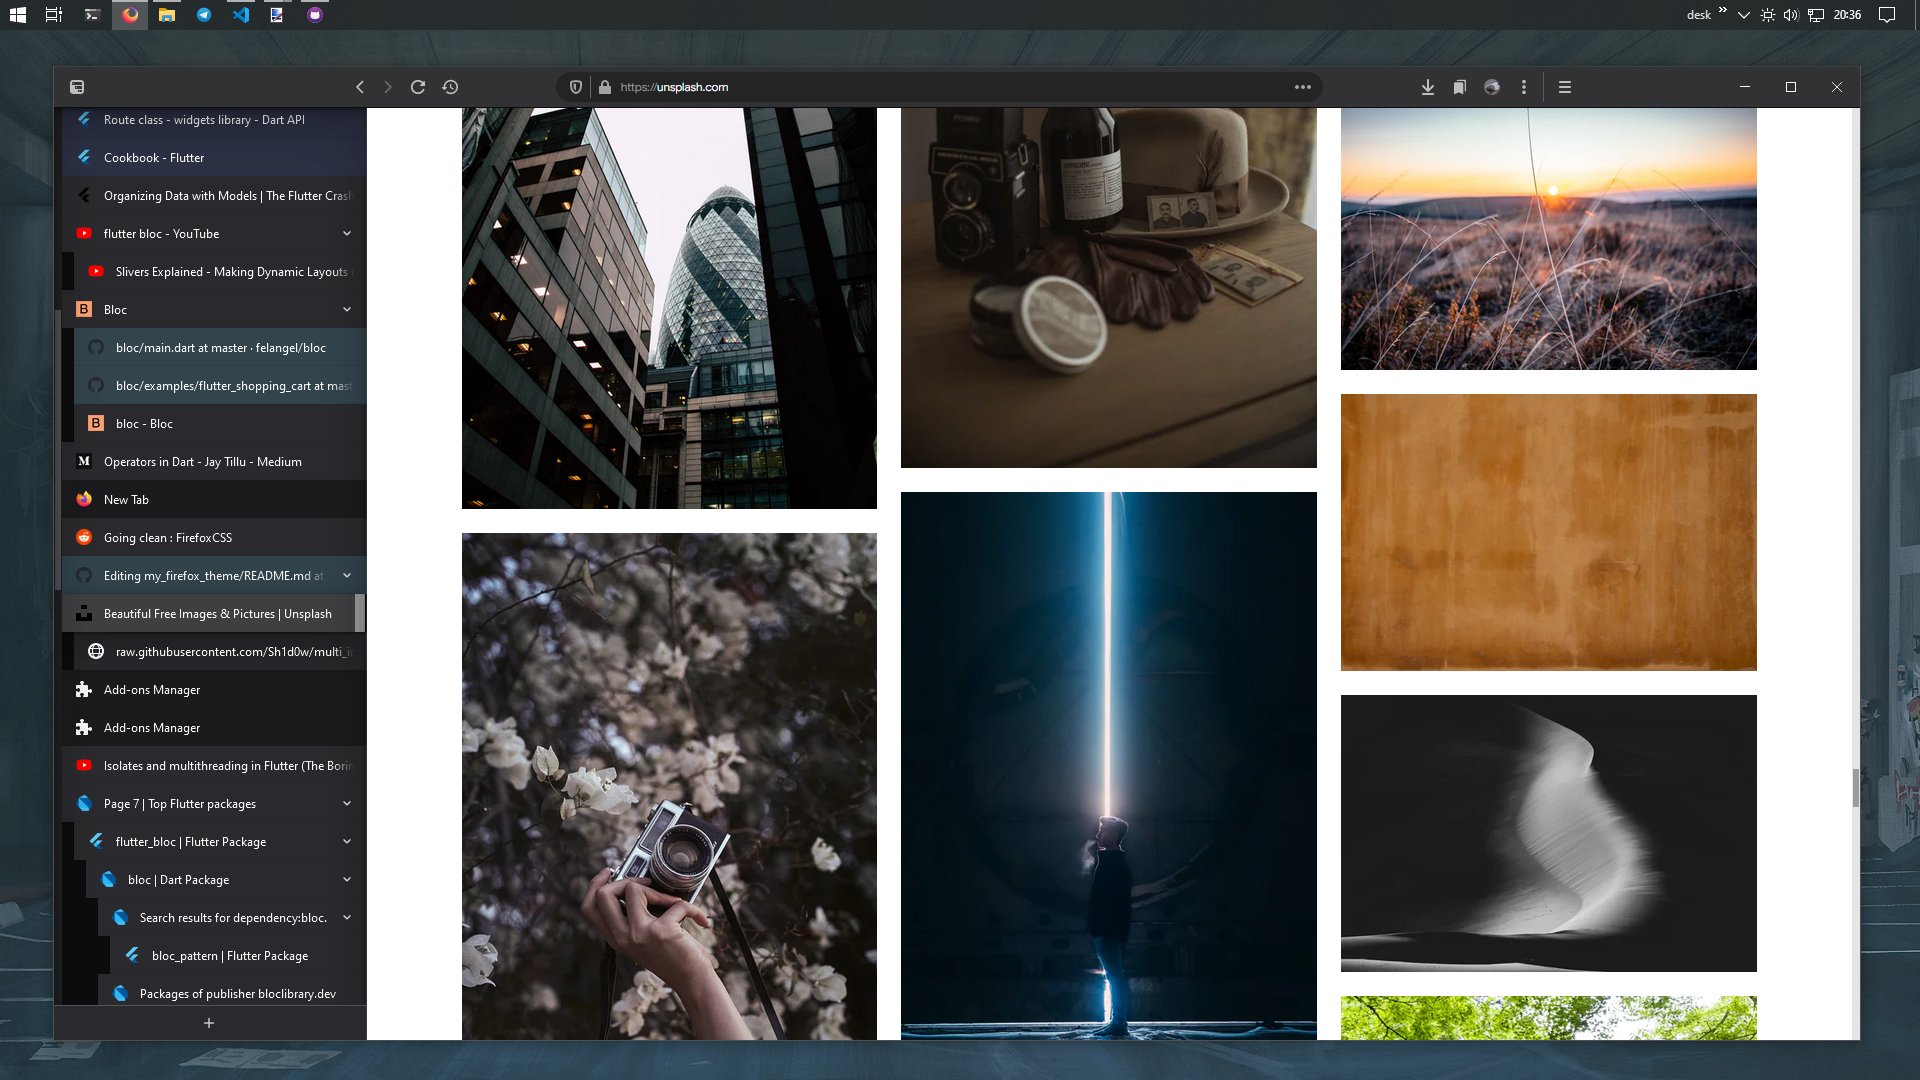 desk
20:36
https://unsplash.com
Route class - widgets library - Dart API
Cookbook - Flutter
Organizing Data with Models | The Flutter Crash
flutter bloc - YouTube
Slivers Explained - Making Dynamic Layouts
Bloc
bloc/main.dart at master · felangel/bloc
bloc/examples/flutter_shopping_cart at mast
bloc - Bloc
Operators in Dart - Jay Tillu - Medium
New Tab
Going clean : FirefoxCSS
Editing my_firefox_theme/README.md at
Beautiful Free Images & Pictures | Unsplash
raw.githubusercontent.com/Sh1d0w/multi_i
Add-ons Manager
Add-ons Manager
Isolates and multithreading in Flutter (The Borin
Page 7 | Top Flutter packages
flutter_bloc | Flutter Package
bloc | Dart Package
Search results for dependency:bloc.
bloc_pattern | Flutter Package
Packages of publisher bloclibrary.dev